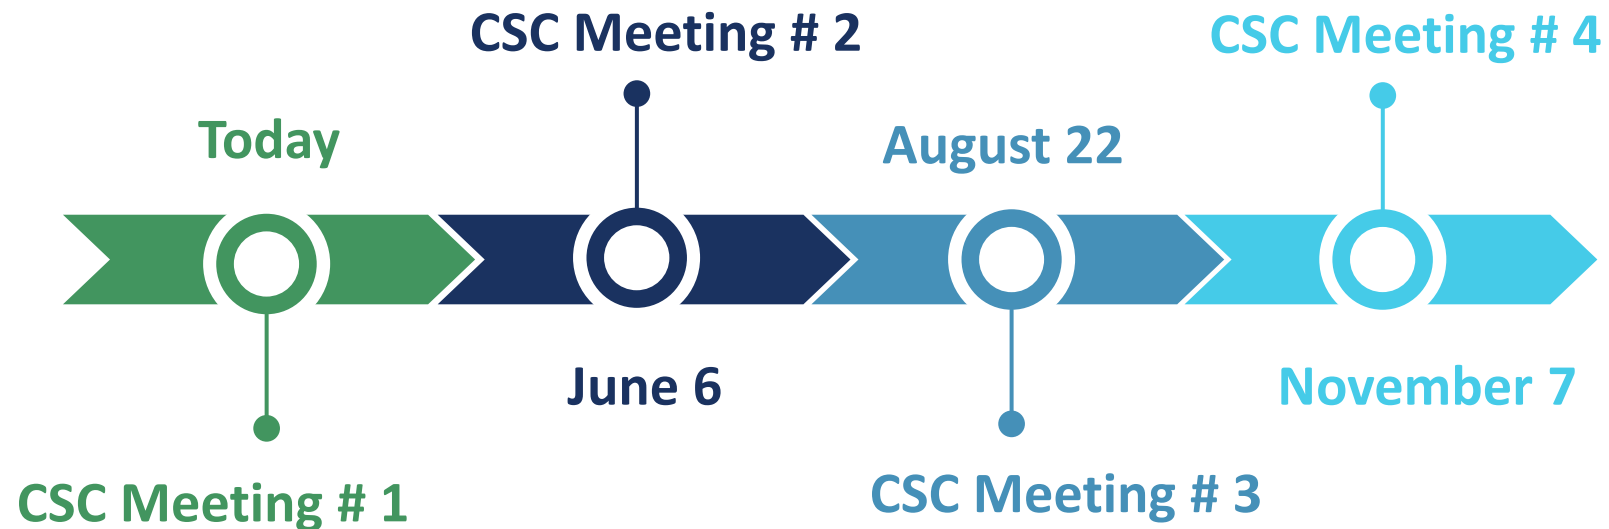 CSC Meeting # 2
CSC Meeting # 4
Today
August 22
June 6
November 7
CSC Meeting # 1
CSC Meeting # 3